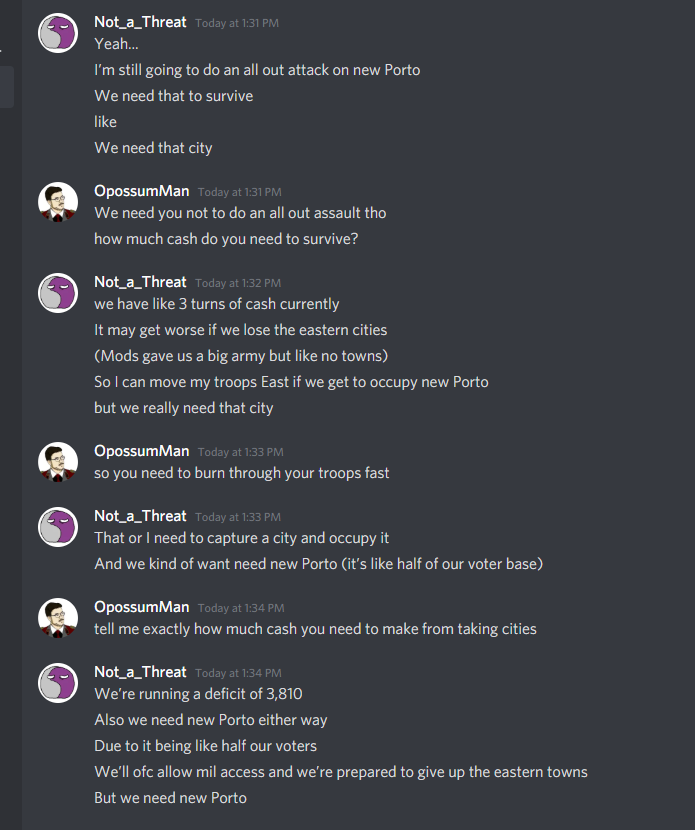 Not_a_Threat Today at 1:31 PM
Yeah...
I'm still going to do an all out attack on new Porto
We need that to survive
like
We need that city
OpossumMan Today at 1:31 PM
We need you not to do an all out assault tho
how much cash do you need to survive?
Not_a_Threat Today at 1:32 PM
we have like 3 turns of cash currently
It may get worse if we lose the eastern cities
(Mods gave us a big army but like no towns)
So I can move my troops East if we get to occupy new Porto
but we really need that city
OpossumMan Today at 1:33 PM
so you need to burn through your troops fast
Not_a_Threat Today at 1:33 PM
That or I need to capture a city and occupy it
And we kind of want need new Porto (it's like half of our voter base)
OpossumMan Today at 1:34 PM
tell me exactly how much cash you need to make from taking cities
Not_a_Threat Today at 1:34 PM
We're running a deficit of 3,810
Also we need new Porto either way
Due to it being like half our voters
We'll ofc allow mil access and we're prepared to give up the eastern towns
But we need new Porto